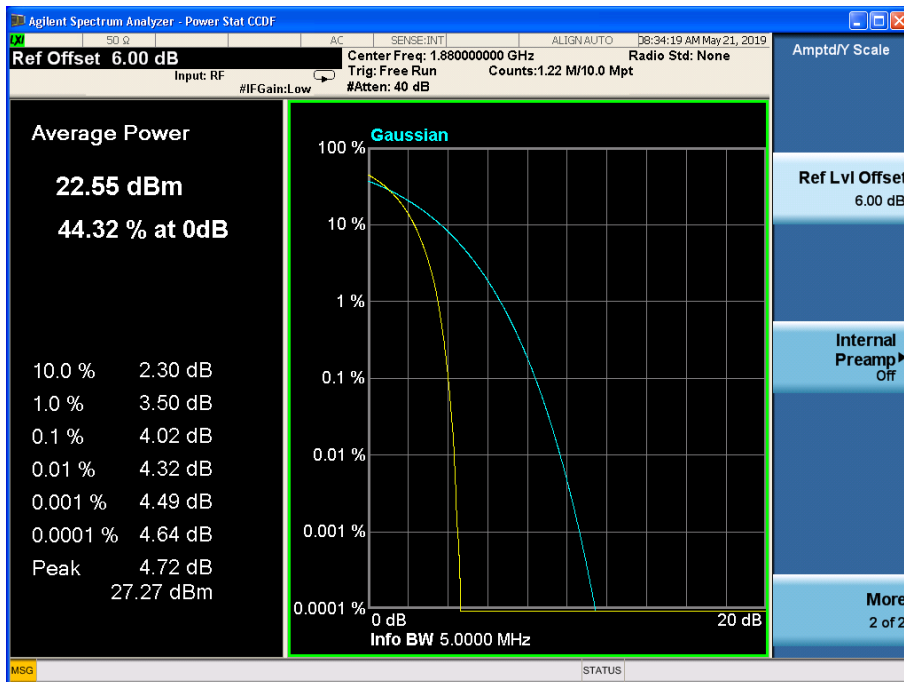 Agilent Spectrum Analyzer - Power Stat CCDF
LXI 50 Ω AC SENSE:INT ALIGN AUTO 08:34:19 AM May 21, 2019
Ref Offset 6.00 dB
Center Freq: 1.880000000 GHz Radio Std: None
Input: RF Trig: Free Run Counts:1.22 M/10.0 Mpt
#IFGain:Low #Atten: 40 dB
Amptd/Y Scale
Average Power
22.55 dBm
44.32 % at 0dB
10.0 % 2.30 dB
1.0 % 3.50 dB
0.1 % 4.02 dB
0.01 % 4.32 dB
0.001 % 4.49 dB
0.0001 % 4.64 dB
Peak 4.72 dB
27.27 dBm
Gaussian
100 %
10 %
1 %
0.1 %
0.01 %
0.001 %
0.0001 %
0 dB 20 dB
Info BW 5.0000 MHz
Ref Lvl Offset
6.00 dB
Internal
Preamp
Off
More
2 of 2
MSG STATUS